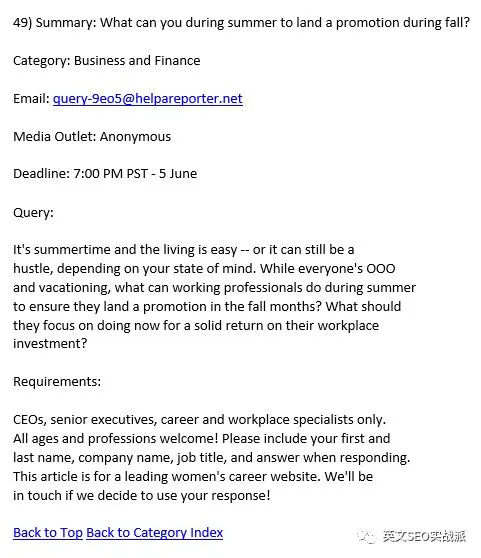 49) Summary: What can you during summer to land a promotion during fall?
Category: Business and Finance
Email: query-9eo5@helpareporter.net
Media Outlet: Anonymous
Deadline: 7:00 PM PST - 5 June
Query:
It's summertime and the living is easy -- or it can still be a
hustle, depending on your state of mind. While everyone's OOO
and vacationing, what can working professionals do during summer
to ensure they land a promotion in the fall months? What should
they focus on doing now for a solid return on their workplace
investment?
Requirements:
CEOs, senior executives, career and workplace specialists only.
All ages and professions welcome! Please include your first and
last name, company name, job title, and answer when responding.
This article is for a leading women's career website. We'll be
in touch if we decide to use your response!
Back to Top Back to Category Index
英文SEO实战派